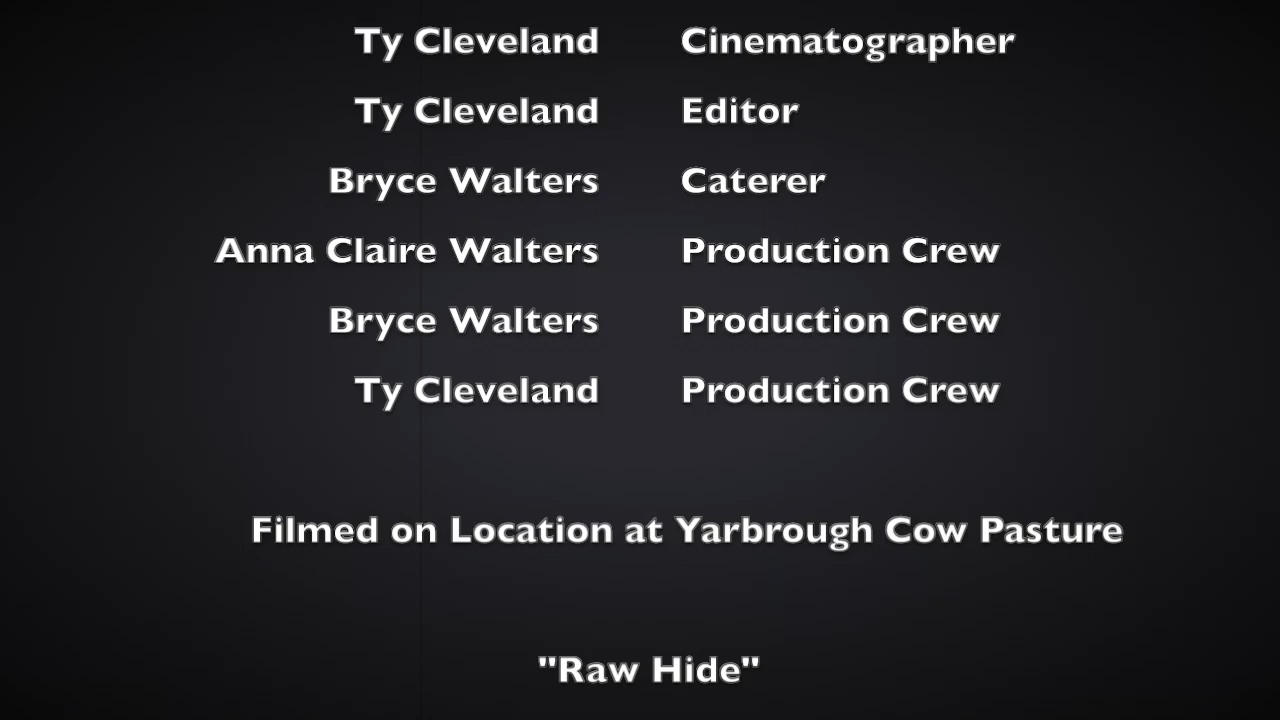 Ty Cleveland Cinematographer
Ty Cleveland Editor
Bryce Walters Caterer
Anna Claire Walters Production Crew
Bryce Walters Production Crew
Ty Cleveland Production Crew
Filmed on Location at Yarbrough Cow Pasture
"Raw Hide"